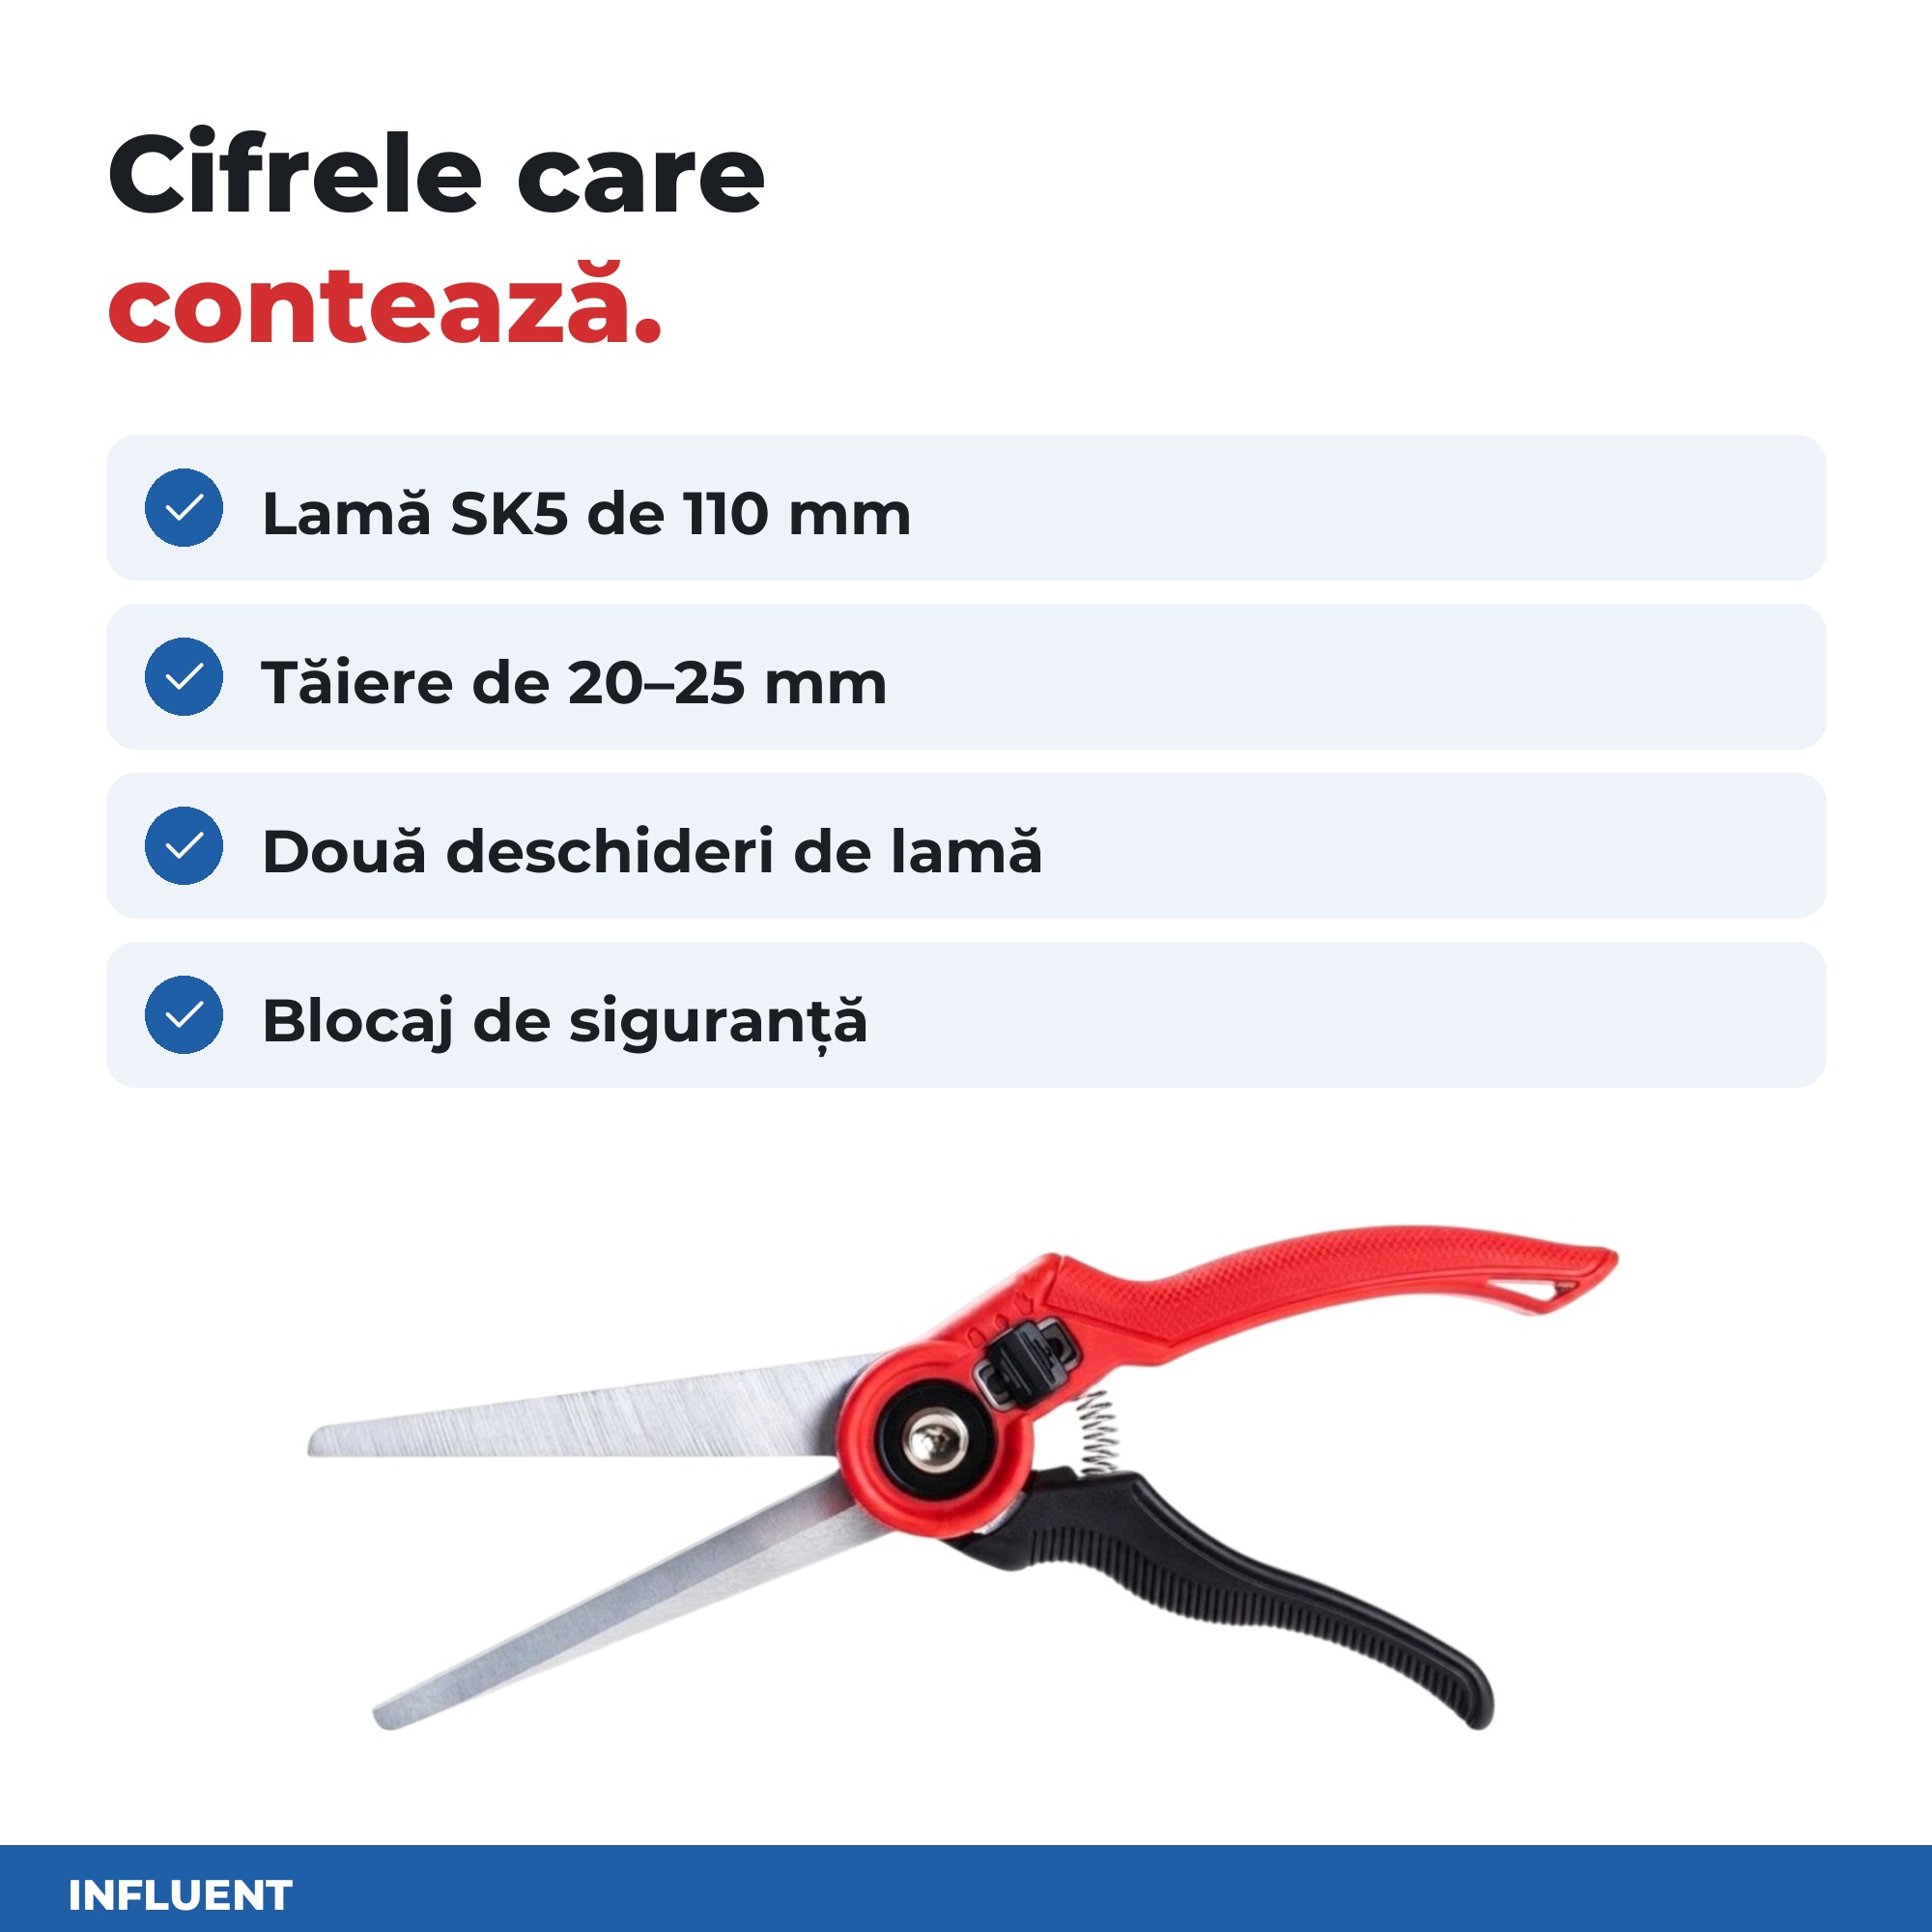 Cifrele care
contează.
Lamă SK5 de 110 mm
Tăiere de 20–25 mm
Două deschideri de lamă
Blocaj de siguranță
INFLUENT